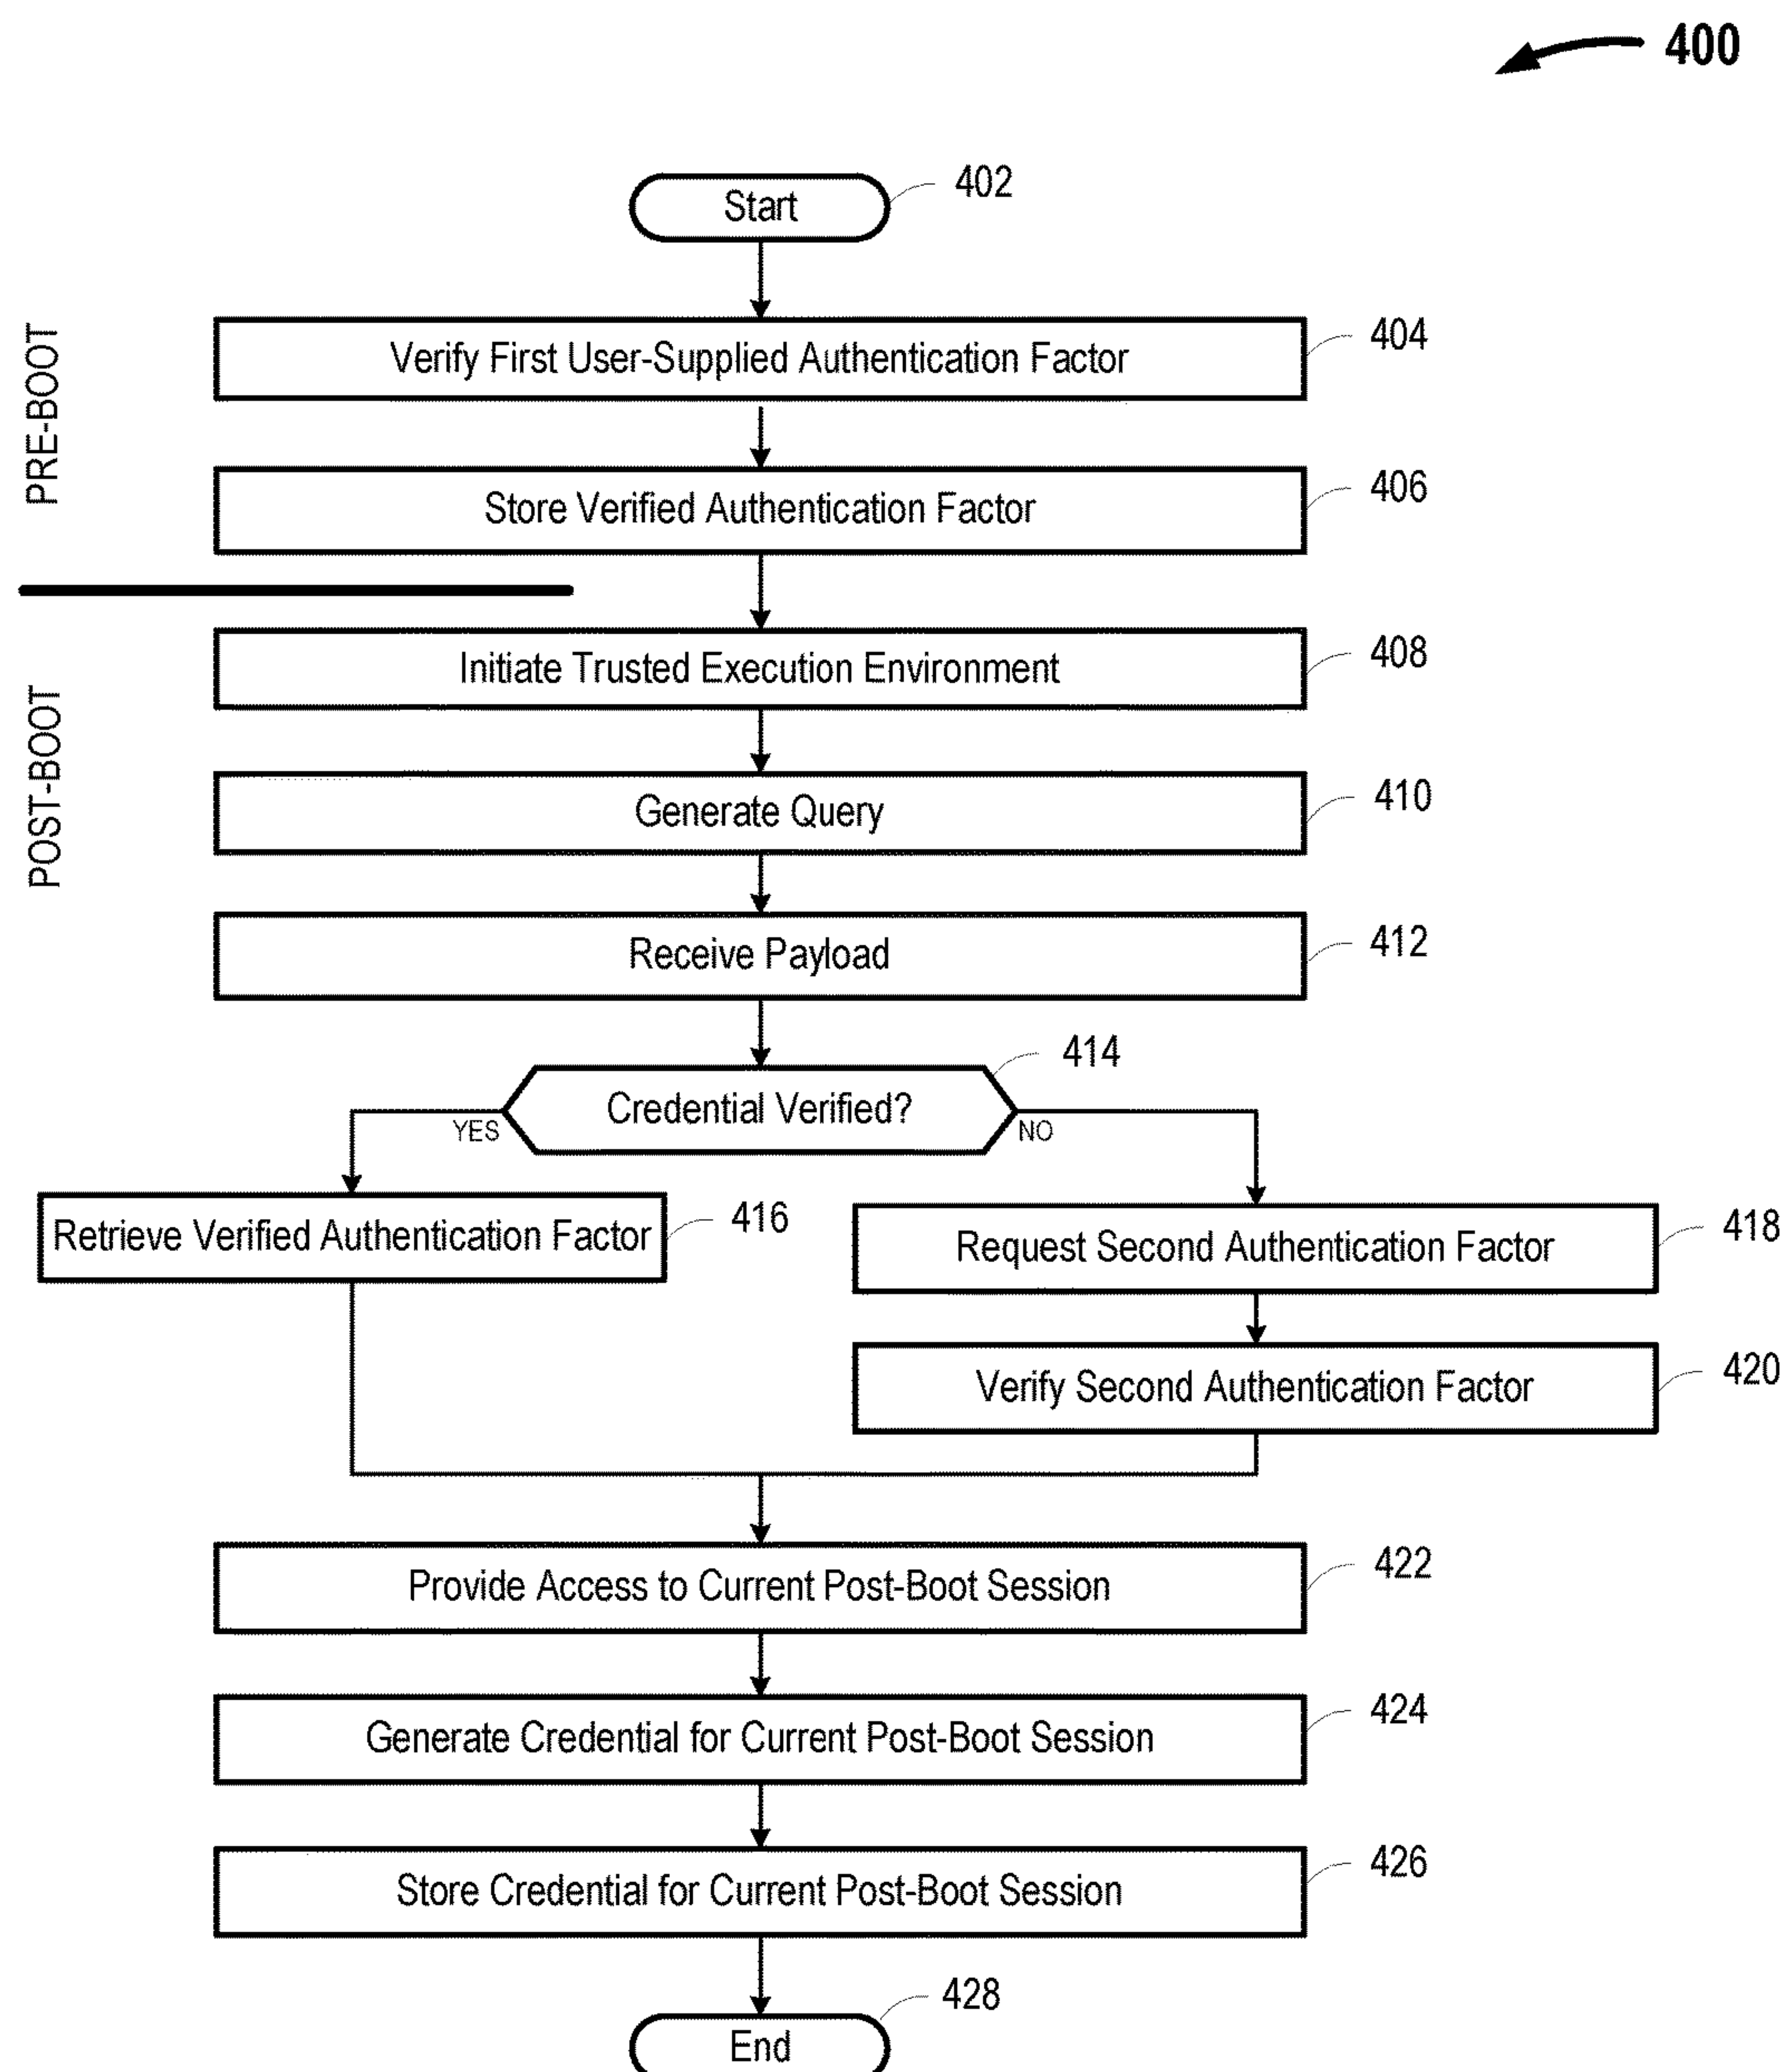 400
Start
402
PRE-BOOT
Verify First User-Supplied Authentication Factor
404
Store Verified Authentication Factor
406
POST-BOOT
Initiate Trusted Execution Environment
408
Generate Query
410
Receive Payload
412
Credential Verified?
414
YES
NO
Retrieve Verified Authentication Factor
416
Request Second Authentication Factor
418
Verify Second Authentication Factor
420
Provide Access to Current Post-Boot Session
422
Generate Credential for Current Post-Boot Session
424
Store Credential for Current Post-Boot Session
426
End
428